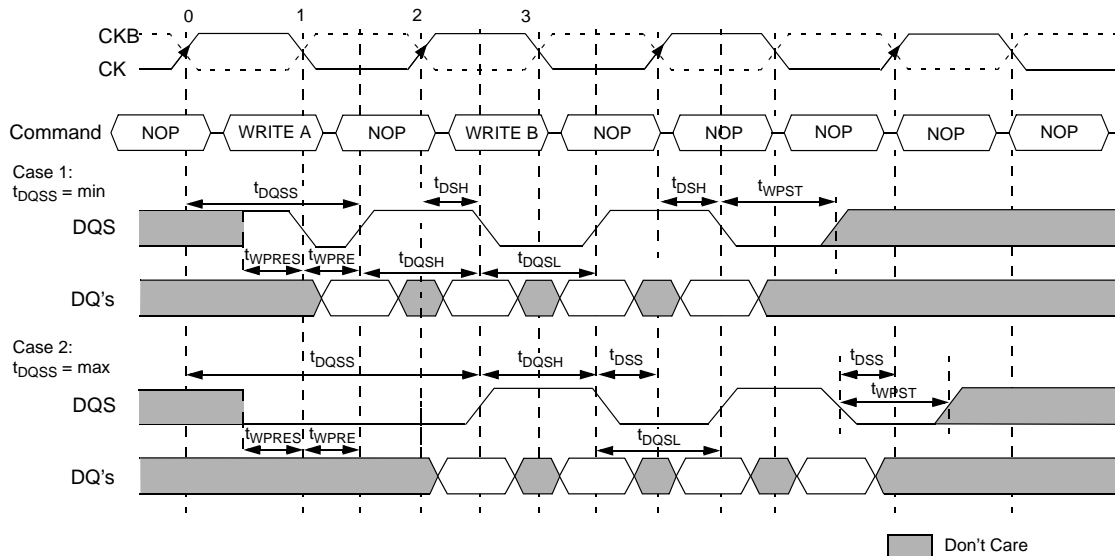 0 1 2 3
CKB
CK
Command NOP WRITE A NOP WRITE B NOP NOP NOP NOP NOP
Case 1:
tDQSS = min
tDQSS tDSH tDSH tWPST
DQS
tWPRES tWPRE tDQSH tDQSL
DQ's
Case 2:
tDQSS = max
tDQSS tDQSH tDSS tDSS
tWPST
DQS
tWPRES tWPRE tDQSL
DQ's
Don't Care